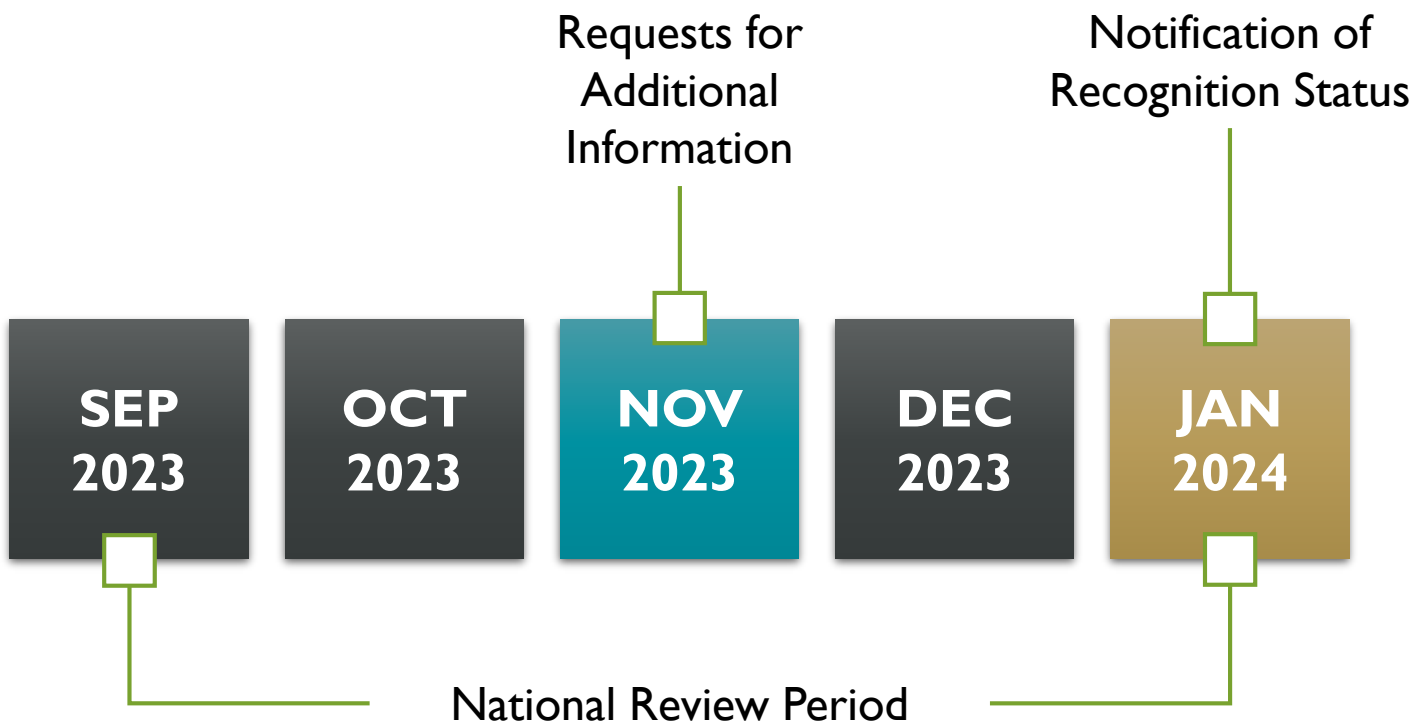 Requests for
Additional
Information
Notification of
Recognition Status
SEP
2023
OCT
2023
NOV
2023
DEC
2023
JAN
2024
National Review Period